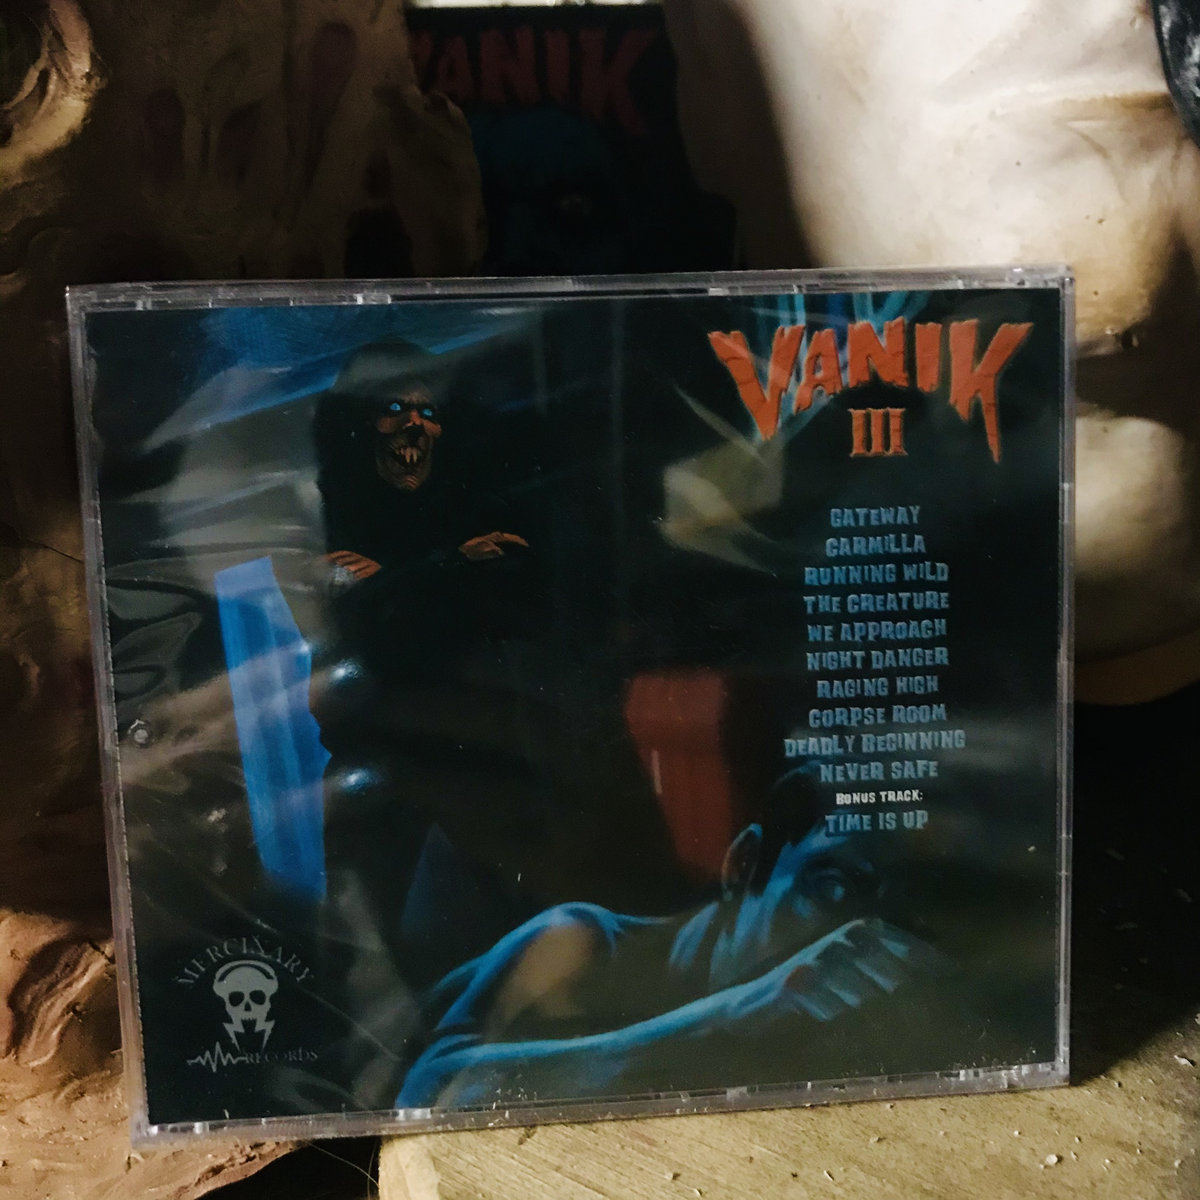 VANIK
VANIK
III
GATEWAY
CARMILLA
RUNNING WILD
THE CREATURE
WE APPROACH
NIGHT DANGER
RAGING HIGH
CORPSE ROOM
DEADLY BEGINNING
NEVER SAFE
BONUS TRACK:
TIME IS UP
MERCENARY
RECORDS